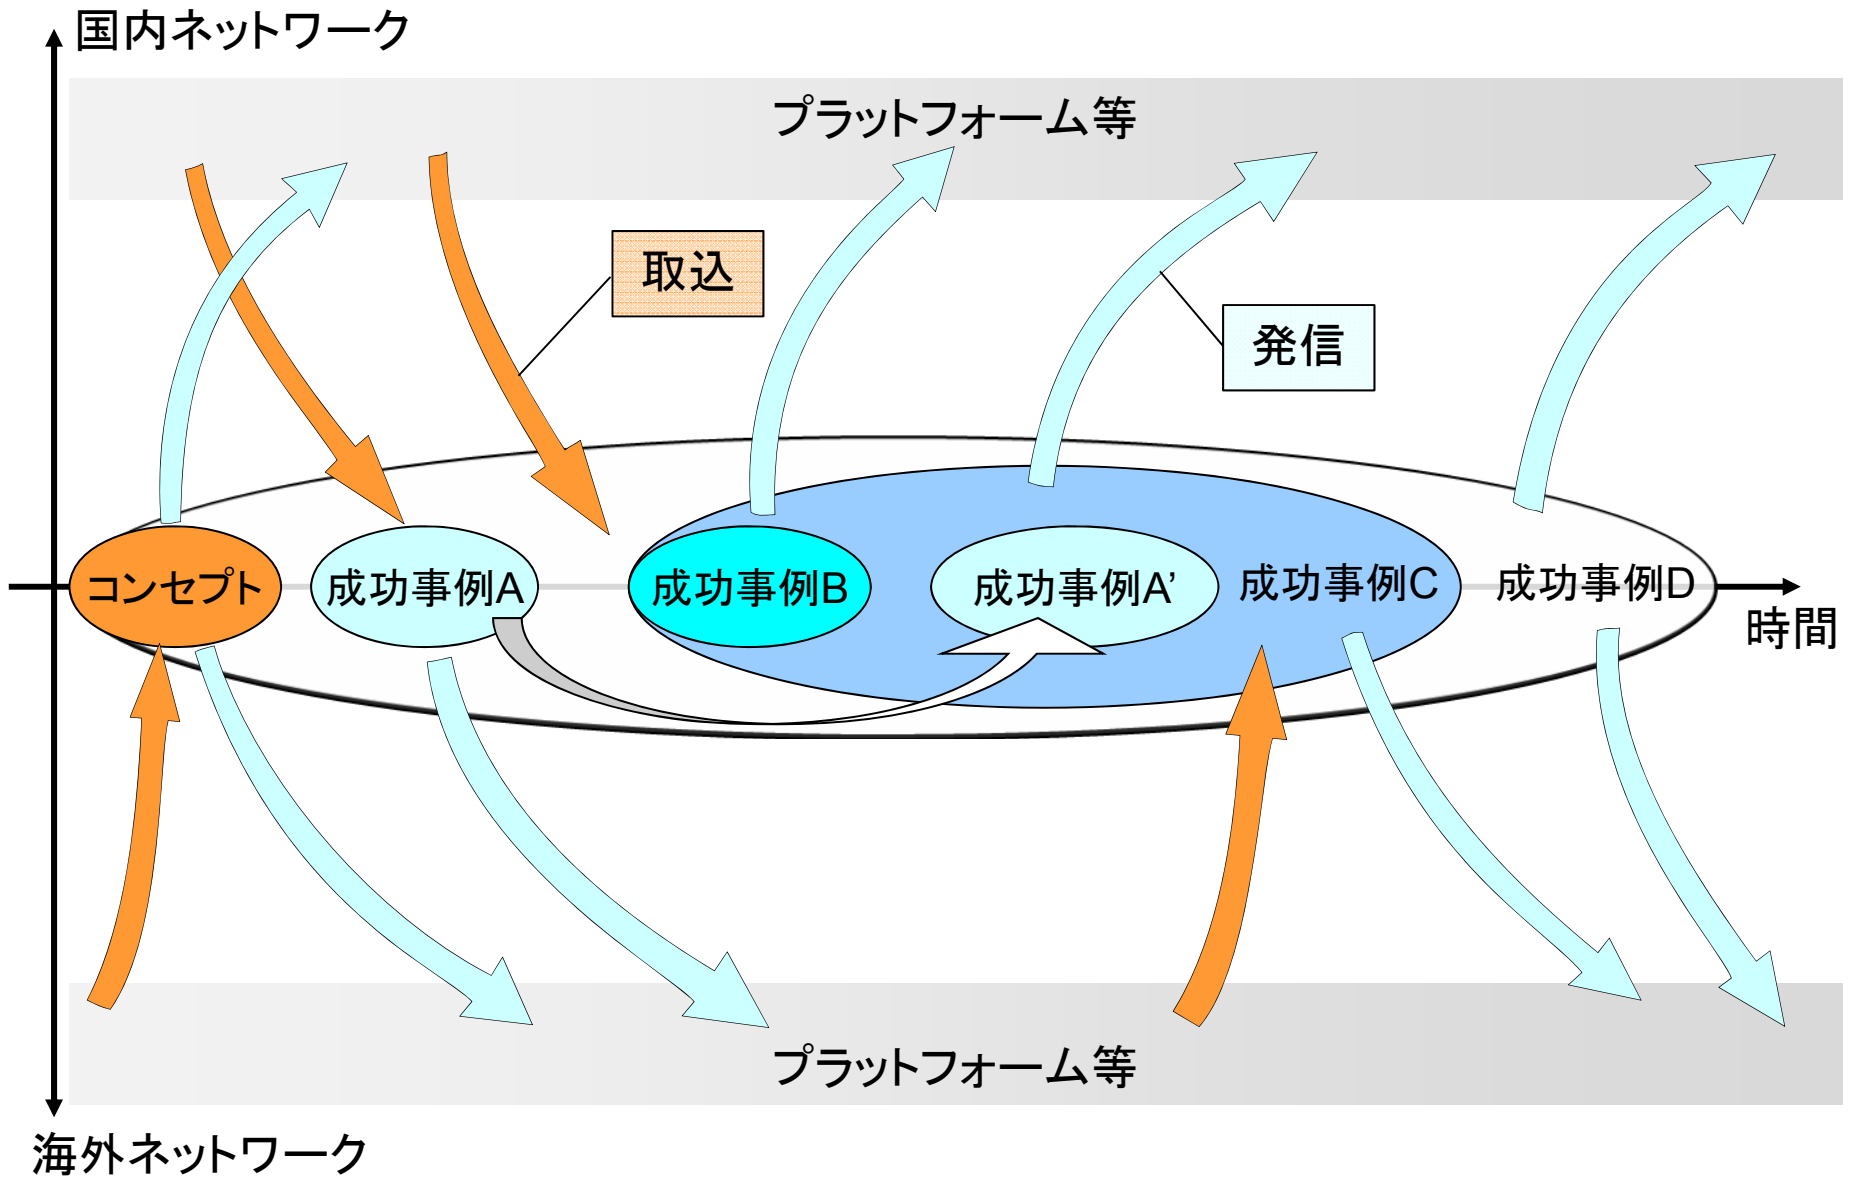 国内ネットワーク
プラットフォーム等
取込
発信
コンセプト
成功事例A
成功事例B
成功事例A’
成功事例C
成功事例D
時間
プラットフォーム等
海外ネットワーク